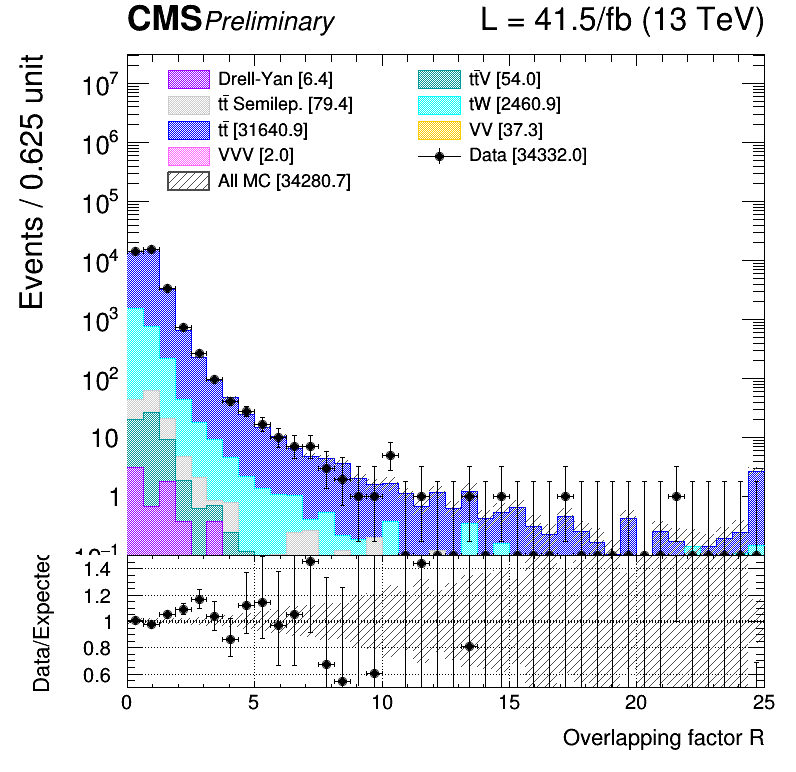 CMS Preliminary L = 41.5/fb (13 TeV)
Events / 0.625 unit
Drell-Yan [6.4]
tt̄ Semilep. [79.4]
tt̄ [31640.9]
VVV [2.0]
All MC [34280.7]
tt̄V [54.0]
tW [2460.9]
VV [37.3]
Data [34332.0]
10⁷
10⁶
10⁵
10⁴
10³
10²
10
1
10⁻¹
Data/Expected
1.4
1.2
1
0.8
0.6
0 5 10 15 20 25
Overlapping factor R